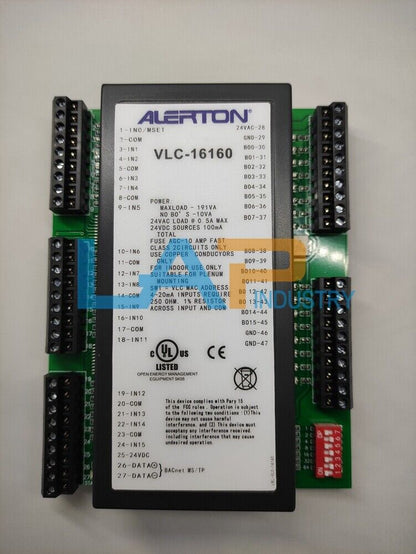 ALERTON®
1-IN0/MSET
2-COM
3-IN1
4-IN2
5-COM
6-IN3
7-IN4
8-COM
9-IN5
24VAC-28
GND-29
BO0-30
BO1-31
BO2-32
BO3-33
BO4-34
BO5-35
BO6-36
BO7-37
VLC-16160
POWER:
MAXLOAD - 191VA
NO BO'S -10VA
24VAC LOAD @ 0.5A MAX
24VDC SOURCES 100mA
TOTAL
FUSE AGC-10 AMP FAST
CLASS 2CIRCUITS ONLY
USE COPPER CONDUCTORS
ONLY
FOR INDOOR USE ONLY
SUITABLE FOR PLENUM
MOUNTING
SET VLC MAC ADDRESS
4-20mA INPUTS REQUIRE
250 OHM 1% RESISTOR
ACROSS INPUT AND COM
10-IN6
11-COM
12-IN7
13-IN8
14-COM
15-IN9
16-IN10
17-COM
18-IN11
BO8-38
BO9-39
BO10-40
BO11-41
BO12-42
BO13-43
BO14-44
BO15-45
GND-46
GND-47
LAP
INDUSTRY
C UL US
LISTED
OPEN ENERGY MANAGEMENT
EQUIPMENT 9K95
CE
19-IN12
20-COM
21-IN13
22-IN14
23-COM
24-IN15
25-24VDC
26-DATA+
27-DATA-
BACnet MS/TP
This device complies with Part 15
of the FCC rules. Operation is subject
to the following two conditions: (1)This
device may not cause harmful
interference, and (2) This device must
accept any interference received,
including interference that may cause
undesired operation.